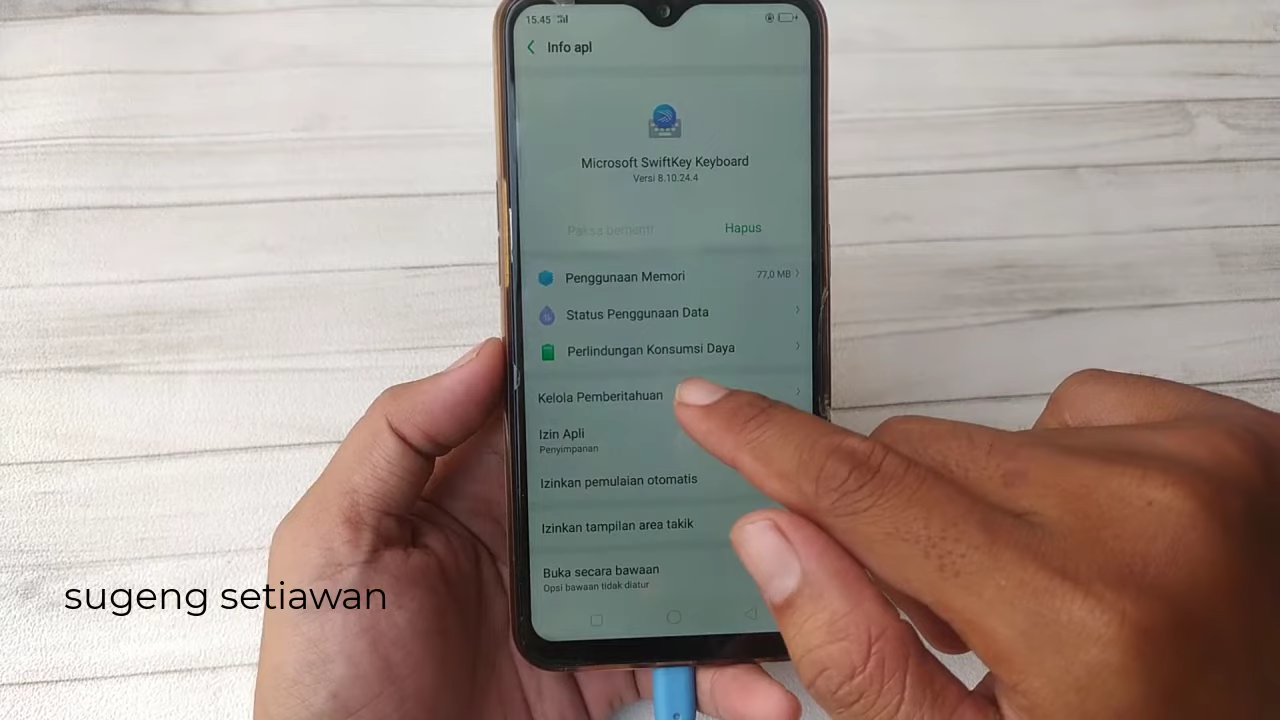 15.45
Info apl
Microsoft SwiftKey Keyboard
Versi 8.10.24.4
Paksa berhenti
Hapus
Penggunaan Memori
77,0 MB
Status Penggunaan Data
Perlindungan Konsumsi Daya
Kelola Pemberitahuan
Izin Apli
Penyimpanan
Izinkan pemulaian otomatis
Izinkan tampilan area takik
Buka secara bawaan
Opsi bawaan tidak diatur
sugeng setiawan